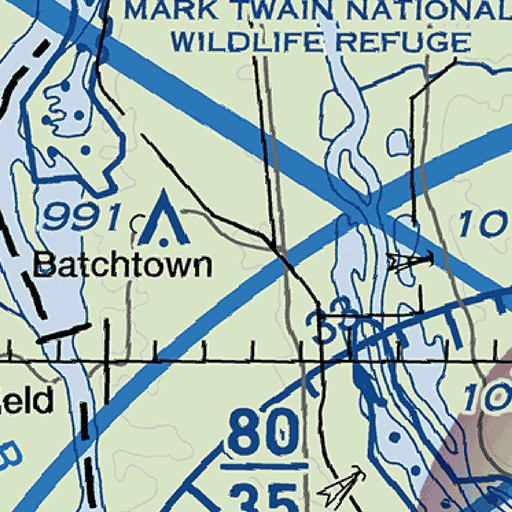 MARK TWAIN NATIONAL
WILDLIFE REFUGE
991
10
Batchtown
33
eld
10
80
35
B